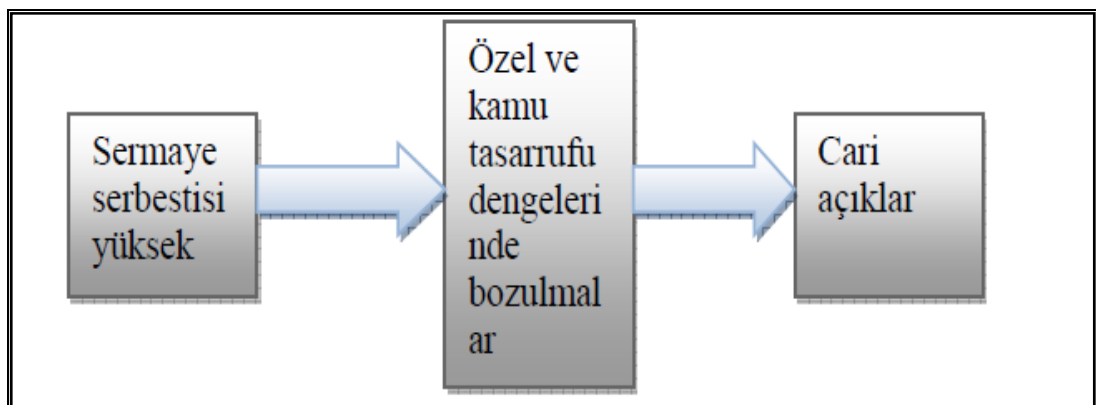 Sermaye
serbestisi
yüksek
Özel ve
kamu
tasarrufu
dengeleri
nde
bozulmal
ar
Cari
açıklar